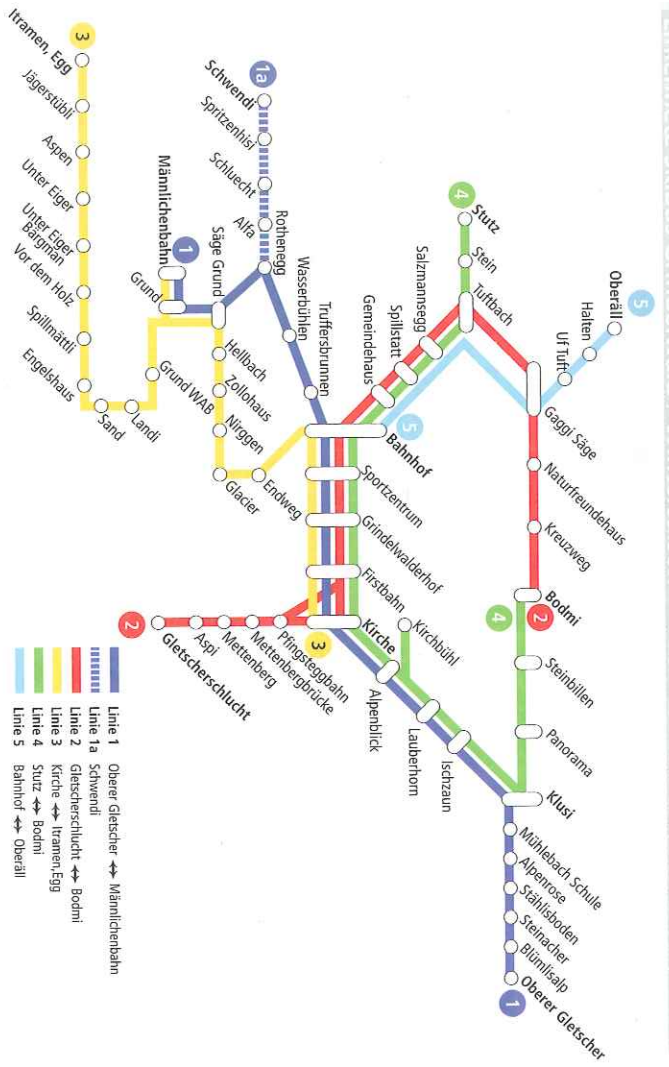 5
Oberäll
Halten
Uf Tuft
Gaggi Säge
Naturfreundehaus
Kreuzweg
Bodmi
2
4
Steinbillen
Panorama
Klusi
Mühlebach Schule
Alpenrose
Stählisboden
Steinacher
Blümlisalp
Oberer Gletscher
1
4
Stutz
Stein
Tuftbach
Salzmannsegg
Spillstatt
Gemeindehaus
5
Bahnhof
Sportzentrum
Grindelwalderhof
Firstbahn
Kirche
3
Kirchbühl
Alpenblick
Lauberhorn
Ischzaun
1a
Schwendi
Spritzenhisi
Schluecht
Alfa
Rothenegg
Wasserbühlen
Truffersbrunnen
Männlichenbahn
1
Grund
Säge Grund
Hellbach
Zollohaus
Nirggen
Glacier
Endweg
Pfingsteggbahn
Mettenbergbrücke
Mettenberg
Aspi
Gletscherschlucht
2
3
Itramen, Egg
Jägerstübli
Aspen
Unter Eiger
Unter Eiger
Bärgman
Vor dem Holz
Spillmättli
Engelshaus
Sand
Landi
Grund WAB
Linie 1 Oberer Gletscher ↔ Männlichenbahn
Linie 1a Schwendi
Linie 2 Gletscherschlucht ↔ Bodmi
Linie 3 Kirche ↔ Itramen,Egg
Linie 4 Stutz ↔ Bodmi
Linie 5 Bahnhof ↔ Oberäll